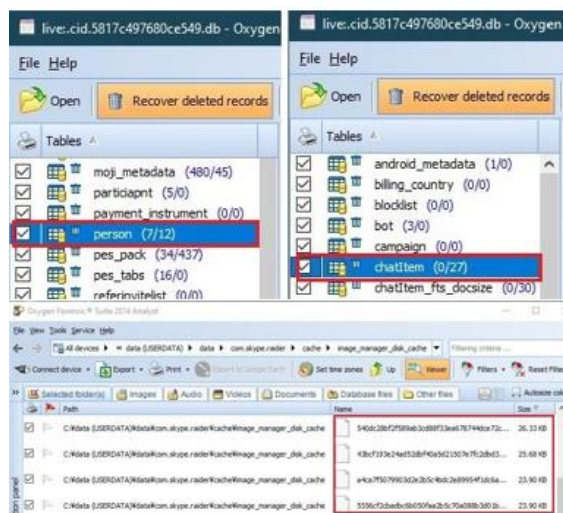 live:.cid.5817c497680ce549.db - Oxygen
File Help
Open Recover deleted records
Tables
moji_metadata (480/45)
particiapnt (5/0)
payment_instrument (0/0)
person (7/12)
pes_pack (34/437)
pes_tabs (16/0)
referinvitelist (0/0)
live:.cid.5817c497680ce549.db - Oxygen
File Help
Open Recover deleted records
Tables
android_metadata (1/0)
billing_country (0/0)
blocklist (0/0)
bot (3/0)
campaign (0/0)
chatItem (0/27)
chatItem_fts_docsize (0/30)
Oxygen Forensic® Suite 2014 Analyst
File View Tools Service Help
All devices data (USERDATA) data com.skype.raider cache image_manager_disk_cache Filtering criteria ...
Connect device Export Print Set time zones Up Viewer Filters Reset Filter
Selected folder(s) Images Audio Videos Documents Database files Other files Autosize col
Path Name Size
C:₩data (USERDATA)₩data₩com.skype.raider₩cache₩image_manager_disk_cache 26.33 KB
C:₩data (USERDATA)₩data₩com.skype.raider₩cache₩image_manager_disk_cache 25.68 KB
C:₩data (USERDATA)₩data₩com.skype.raider₩cache₩image_manager_disk_cache 23.90 KB
C:₩data (USERDATA)₩data₩com.skype.raider₩cache₩image_manager_disk_cache 23.90 KB